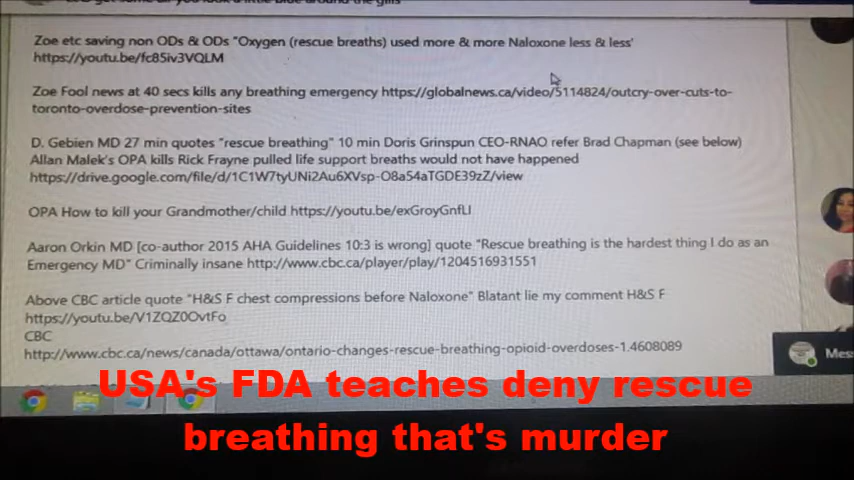 Zoe etc saving non ODs & ODs "Oxygen (rescue breaths) used more & more Naloxone less & less'
https://youtu.be/fc85iv3VQLM
Zoe Fool news at 40 secs kills any breathing emergency https://globalnews.ca/video/5114824/outcry-over-cuts-to-
toronto-overdose-prevention-sites
D. Gebien MD 27 min quotes "rescue breathing" 10 min Doris Grinspun CEO-RNAO refer Brad Chapman (see below)
Allan Malek's OPA kills Rick Frayne pulled life support breaths would not have happened
https://drive.google.com/file/d/1C1W7tyUNi2Au6XVsp-O8a54aTGDE39zZ/view
OPA How to kill your Grandmother/child https://youtu.be/exGroyGnfLI
Aaron Orkin MD [co-author 2015 AHA Guidelines 10:3 is wrong] quote "Rescue breathing is the hardest thing I do as an
Emergency MD" Criminally insane http://www.cbc.ca/player/play/1204516931551
Above CBC article quote "H&S F chest compressions before Naloxone" Blatant lie my comment H&S F
https://youtu.be/V1ZQZ0OvtFo
CBC
http://www.cbc.ca/news/canada/ottawa/ontario-changes-rescue-breathing-opioid-overdoses-1.4608089
Mes
USA's FDA teaches deny rescue
breathing that's murder